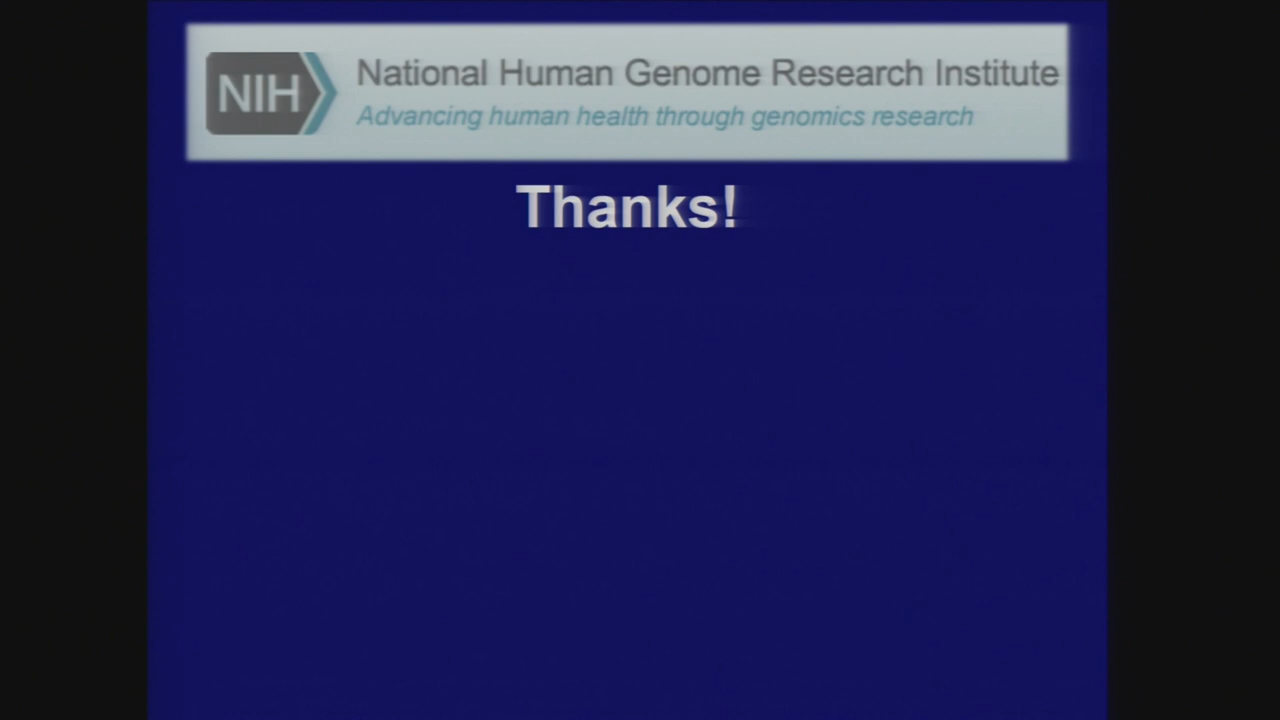 NIH
National Human Genome Research Institute
Advancing human health through genomics research
Thanks!